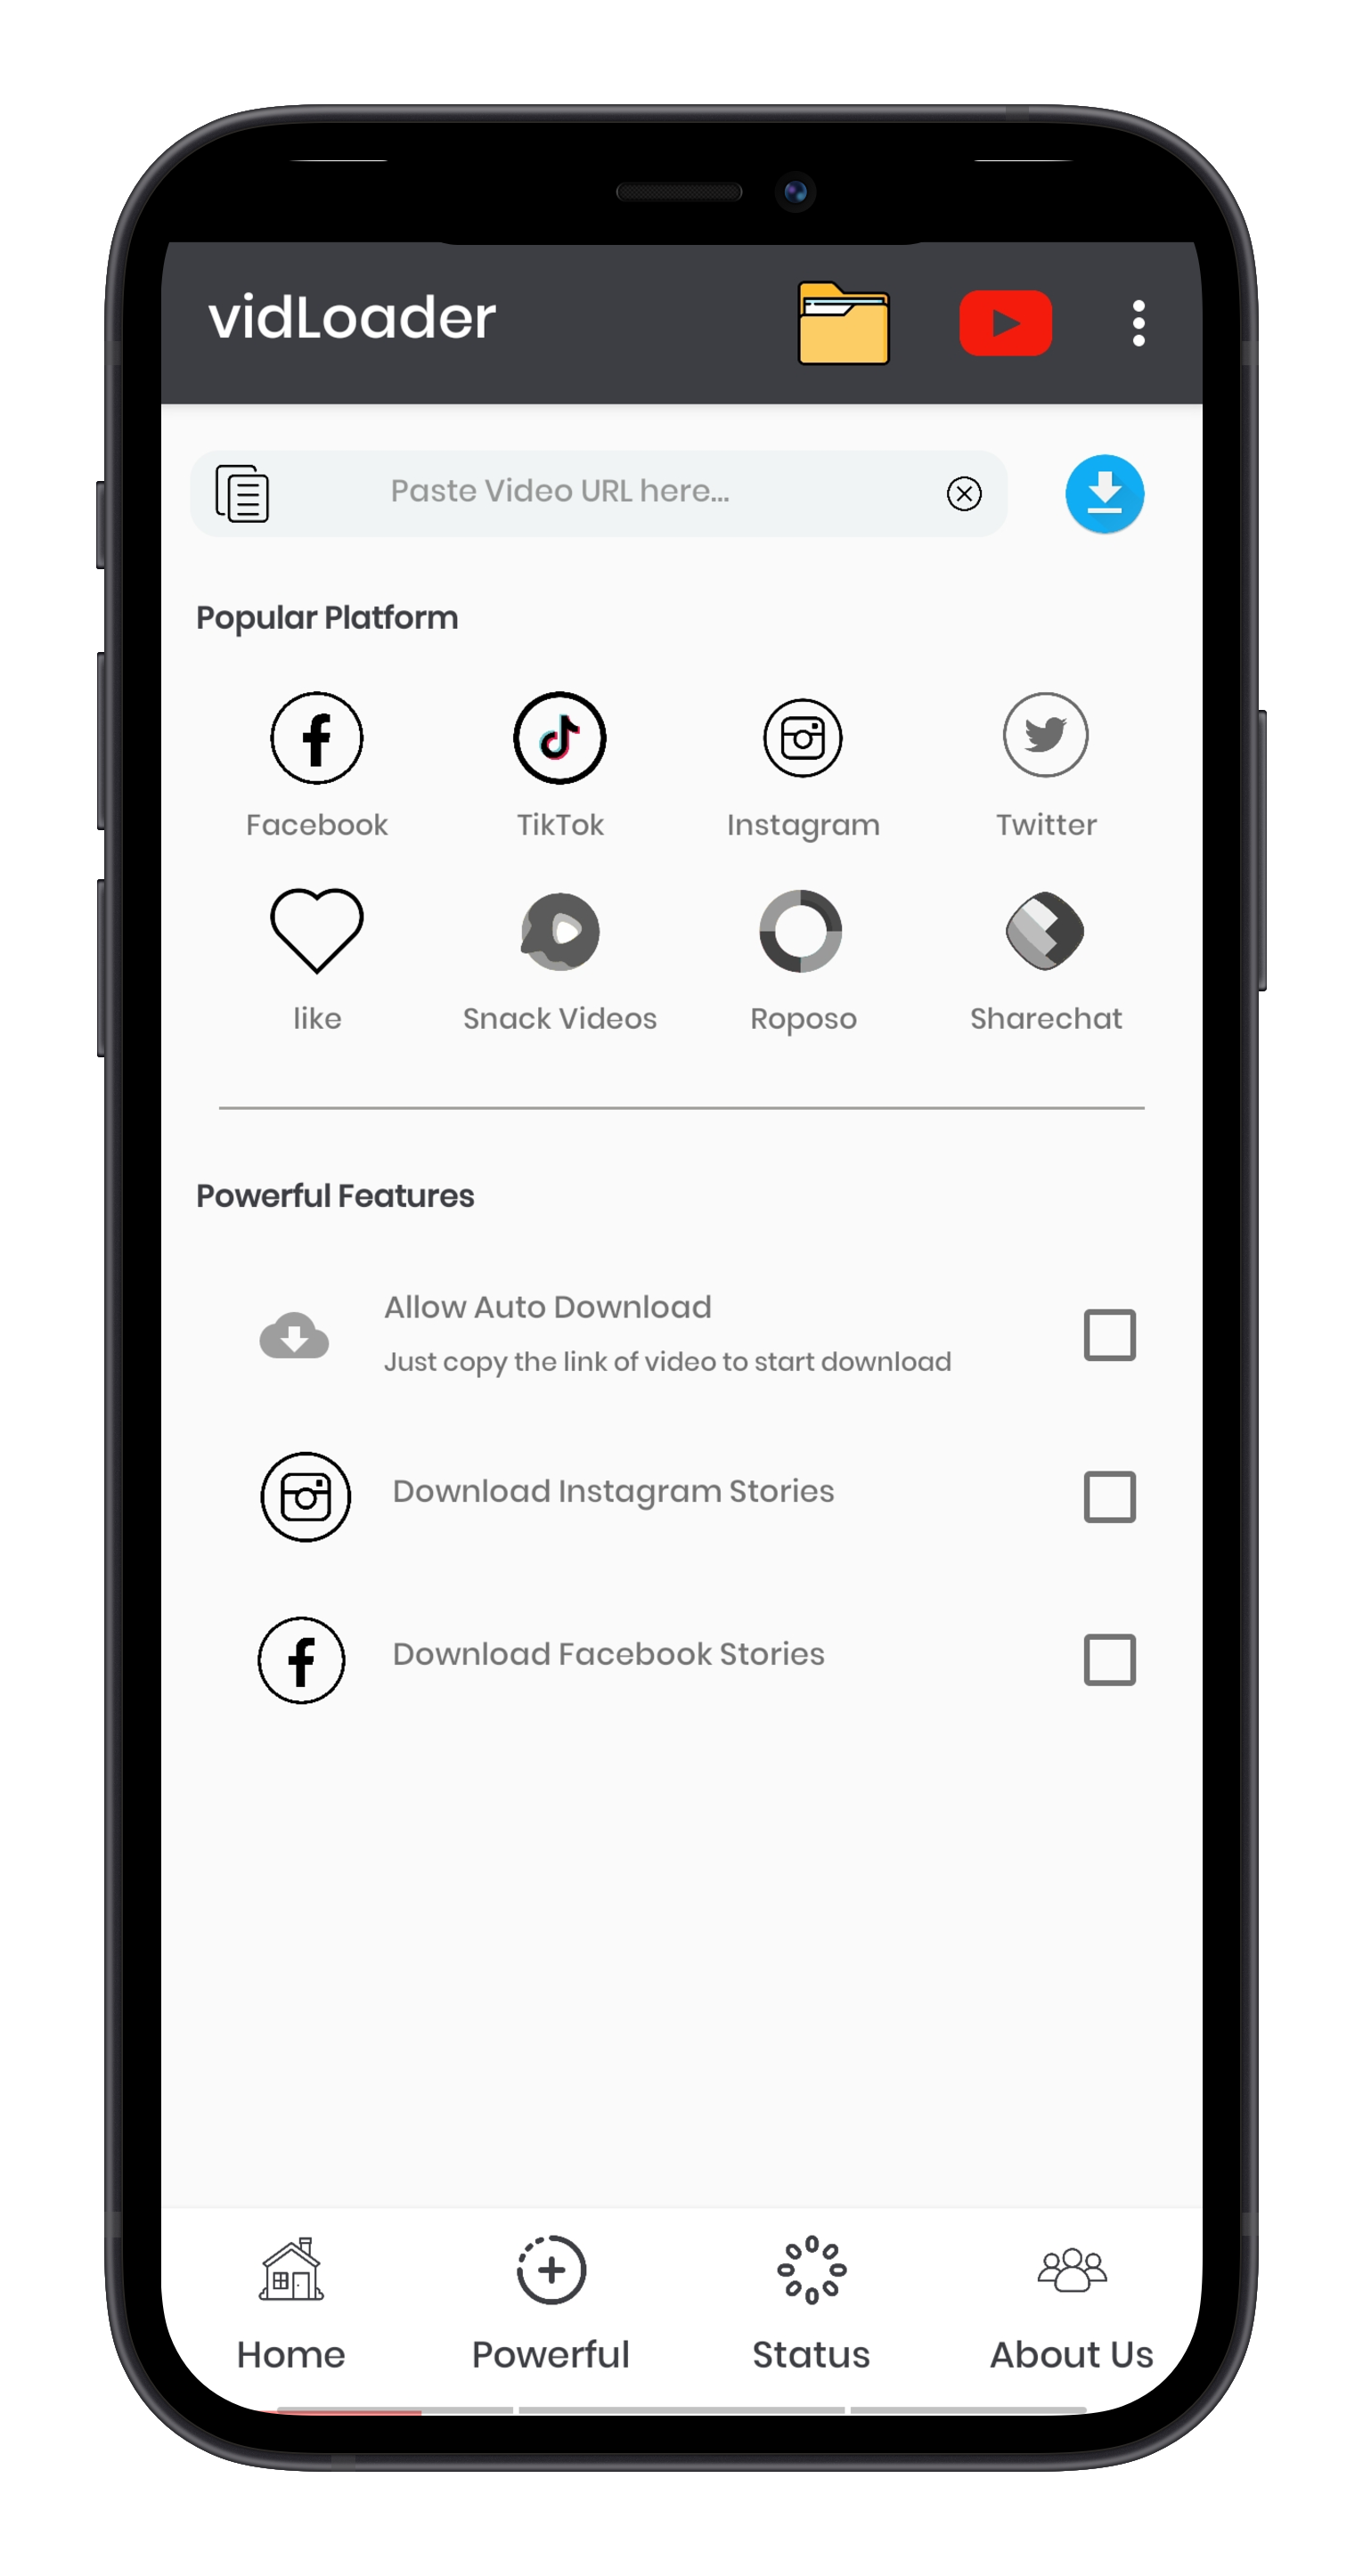 vidLoader
Paste Video URL here...
Popular Platform
Facebook TikTok Instagram Twitter
like Snack Videos Roposo Sharechat
Powerful Features
Allow Auto Download
Just copy the link of video to start download
Download Instagram Stories
Download Facebook Stories
Home Powerful Status About Us